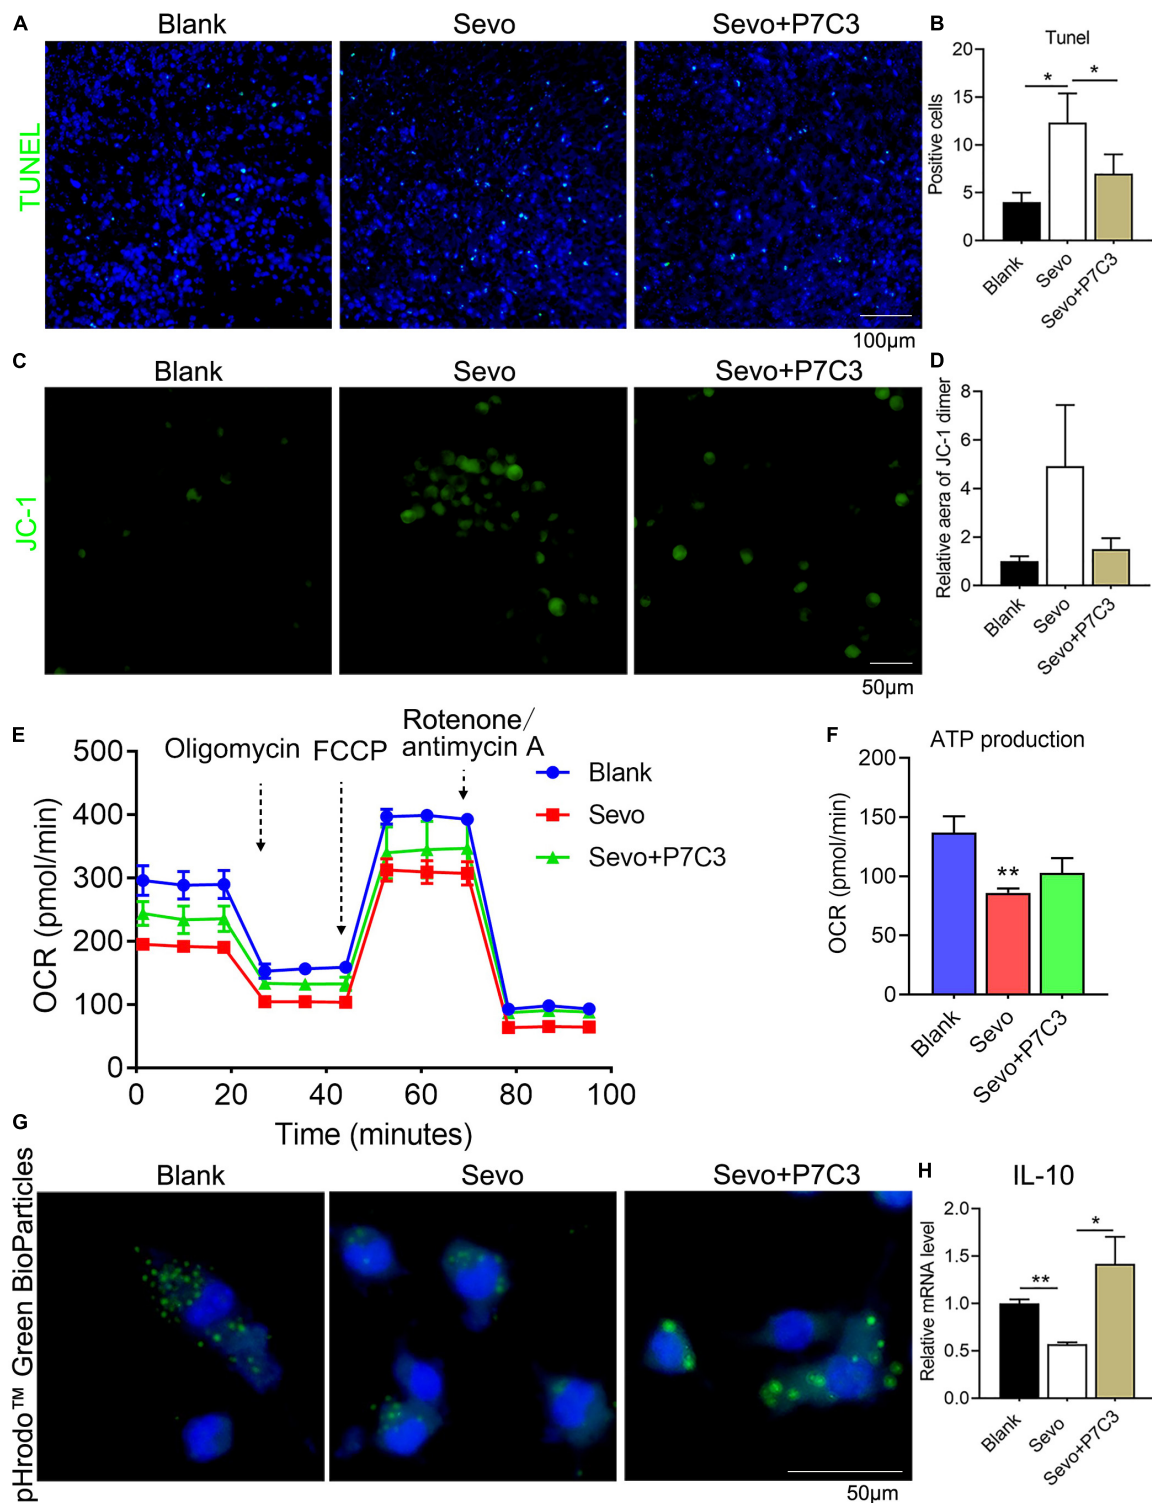 A
Blank
Sevo
Sevo+P7C3
TUNEL
100µm
B
Tunel
Positive cells
20
15
10
5
0
*
*
Blank
Sevo
Sevo+P7C3
C
Blank
Sevo
Sevo+P7C3
JC-1
50µm
D
Relative aera of JC-1 dimer
8
6
4
2
0
Blank
Sevo
Sevo+P7C3
E
Oligomycin
FCCP
Rotenone/
antimycin A
Blank
Sevo
Sevo+P7C3
OCR (pmol/min)
500
400
300
200
100
0
0
20
40
60
80
100
Time (minutes)
F
ATP production
OCR (pmol/min)
200
150
100
50
0
**
Blank
Sevo
Sevo+P7C3
G
Blank
Sevo
Sevo+P7C3
pHrodo™ Green BioParticles
50µm
H
IL-10
Relative mRNA level
2.0
1.5
1.0
0.5
0.0
**
*
Blank
Sevo
Sevo+P7C3